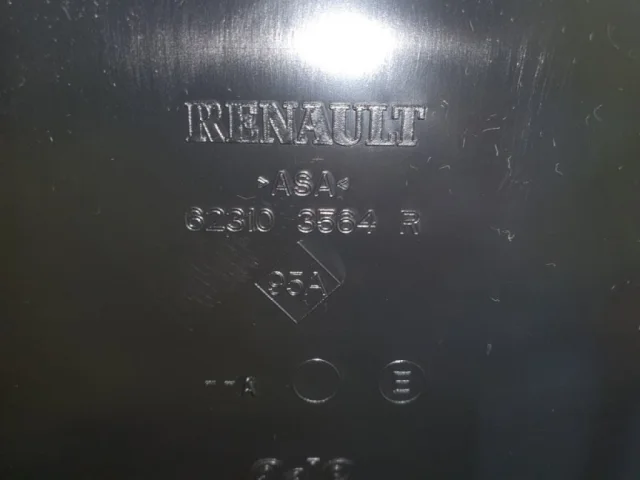 RENAULT
>ASA<
62310 3564 R
95A